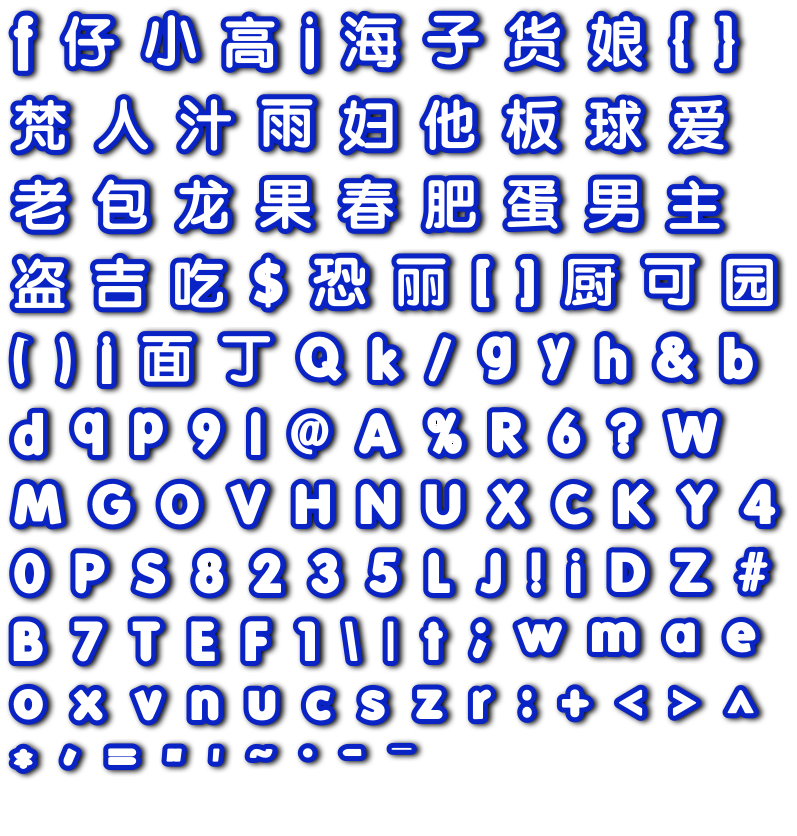 f 仔 小 高 i 海 子 货 娘 { }
梵 人 汁 雨 妇 他 板 球 爱
老 包 龙 果 春 肥 蛋 男 主
盗 吉 吃 $ 恐 丽 [ ] 厨 可 园
( ) i 面 丁 Q k / g y h & b
d q p 9 l @ A % R 6 ? W
M G O V H N U X C K Y 4
0 P S 8 2 3 5 L J ! i D Z #
B 7 T E F 1 \ | t ; w m a e
o x v n u c s z r : + < > ^
* , = " ' ~ . - _